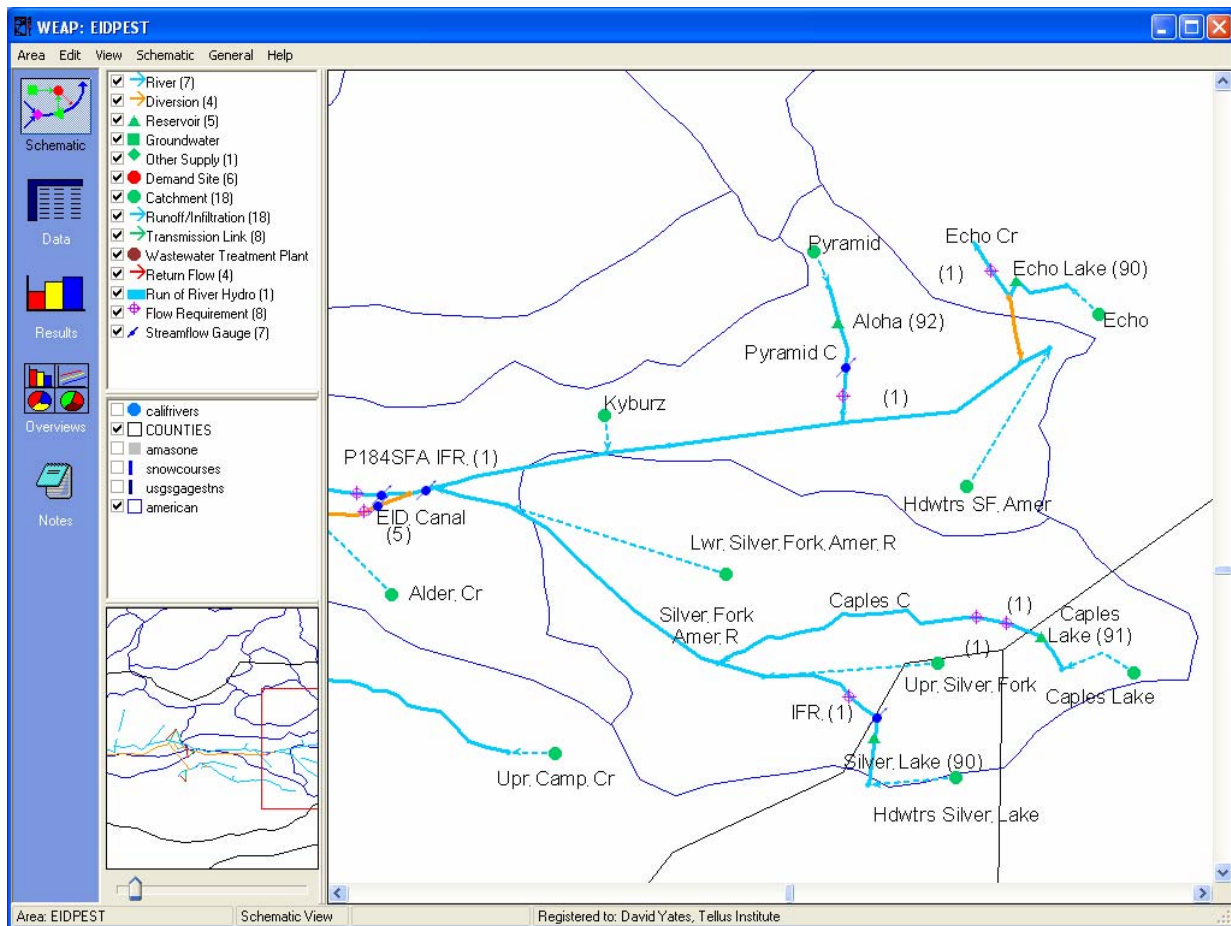 WEAP: EIDPEST
Area Edit View Schematic General Help
Schematic
Data
Results
Overviews
Notes
River (7)
Diversion (4)
Reservoir (5)
Groundwater
Other Supply (1)
Demand Site (6)
Catchment (18)
Runoff/Infiltration (18)
Transmission Link (8)
Wastewater Treatment Plant
Return Flow (4)
Run of River Hydro (1)
Flow Requirement (8)
Streamflow Gauge (7)
califrivers
COUNTIES
amasone
snowcourses
usgsgagestns
american
Pyramid
Echo Cr
(1)
Echo Lake (90)
Echo
Aloha (92)
Pyramid C
(1)
Kyburz
P184SFA IFR. (1)
EID. Canal
(5)
Hdwtrs SF. Amer
Lwr. Silver. Fork. Amer. R
Alder. Cr
Silver. Fork
Amer. R
Caples C
(1)
Caples
Lake (91)
(1)
Upr. Silver. Fork
Caples Lake
IFR. (1)
Silver. Lake (90)
Upr. Camp. Cr
Hdwtrs Silver. Lake
Area: EIDPEST
Schematic View
Registered to: David Yates, Tellus Institute